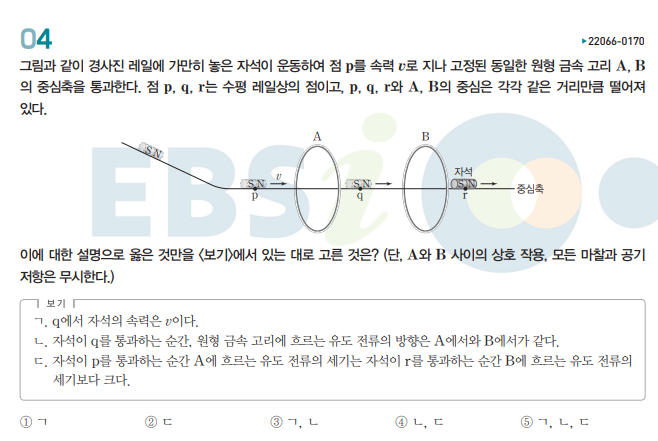 04
▶22066-0170
그림과 같이 경사진 레일에 가만히 놓은 자석이 운동하여 점 p를 속력 v로 지나 고정된 동일한 원형 금속 고리 A, B
의 중심축을 통과한다. 점 p, q, r는 수평 레일상의 점이고, p, q, r와 A, B의 중심은 각각 같은 거리만큼 떨어져
있다.
A
B
S N
자석
v
S N
S N
S N
중심축
p
q
r
EBSi
이에 대한 설명으로 옳은 것만을 <보기>에서 있는 대로 고른 것은? (단, A와 B 사이의 상호 작용, 모든 마찰과 공기
저항은 무시한다.)
보기
ㄱ. q에서 자석의 속력은 v이다.
ㄴ. 자석이 q를 통과하는 순간, 원형 금속 고리에 흐르는 유도 전류의 방향은 A에서와 B에서가 같다.
ㄷ. 자석이 p를 통과하는 순간 A에 흐르는 유도 전류의 세기는 자석이 r를 통과하는 순간 B에 흐르는 유도 전류의
세기보다 크다.
① ㄱ ② ㄷ ③ ㄱ, ㄴ ④ ㄴ, ㄷ ⑤ ㄱ, ㄴ, ㄷ